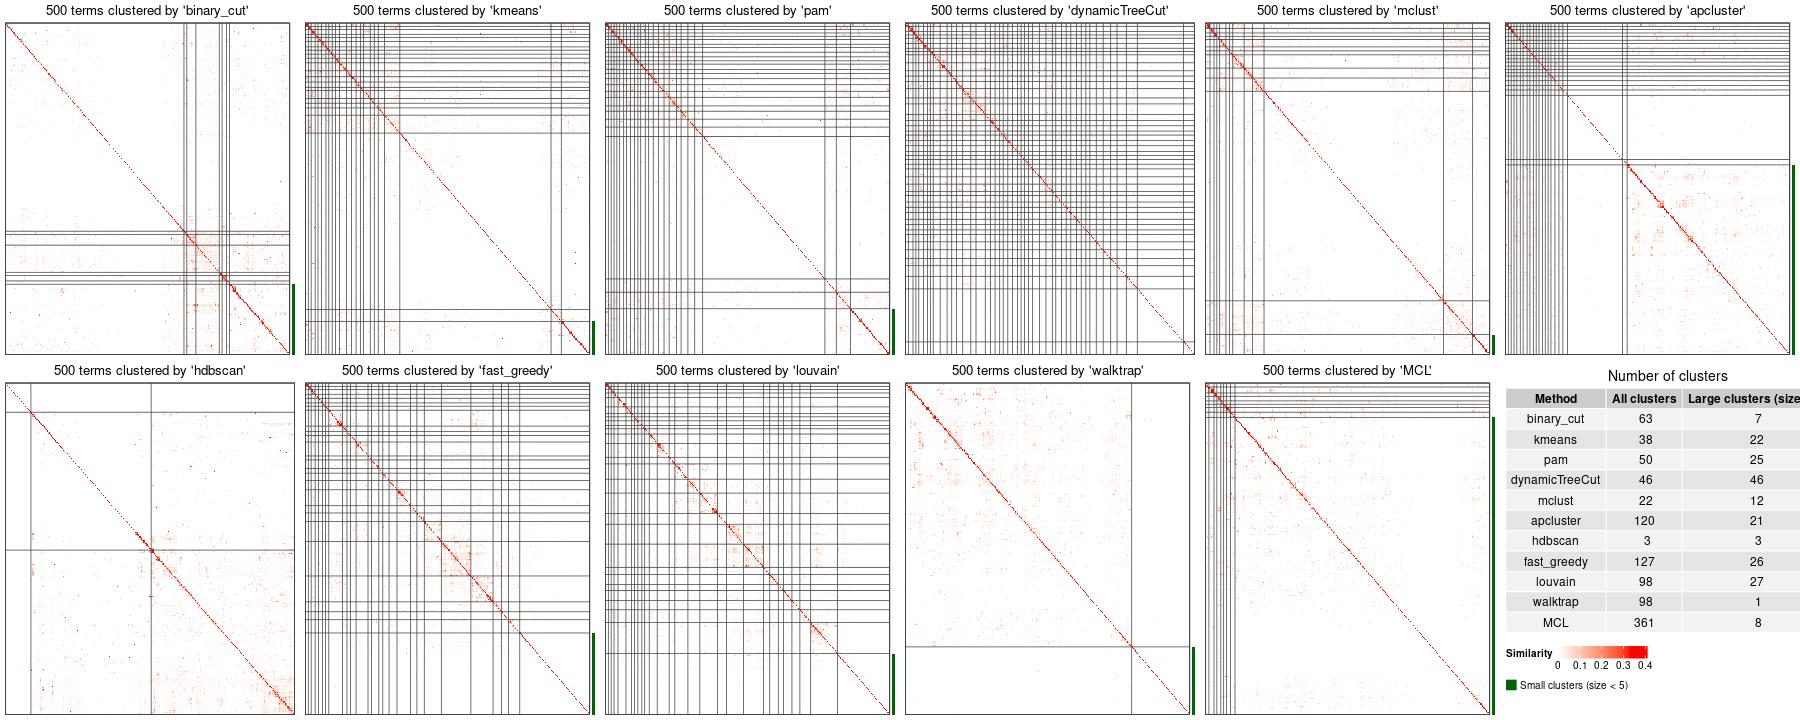 500 terms clustered by 'binary_cut'
500 terms clustered by 'kmeans'
500 terms clustered by 'pam'
500 terms clustered by 'dynamicTreeCut'
500 terms clustered by 'mclust'
500 terms clustered by 'apcluster'
500 terms clustered by 'hdbscan'
500 terms clustered by 'fast_greedy'
500 terms clustered by 'louvain'
500 terms clustered by 'walktrap'
500 terms clustered by 'MCL'
Number of clusters
Method All clusters Large clusters (size
binary_cut 63 7
kmeans 38 22
pam 50 25
dynamicTreeCut 46 46
mclust 22 12
apcluster 120 21
hdbscan 3 3
fast_greedy 127 26
louvain 98 27
walktrap 98 1
MCL 361 8
Similarity
0 0.1 0.2 0.3 0.4
Small clusters (size < 5)